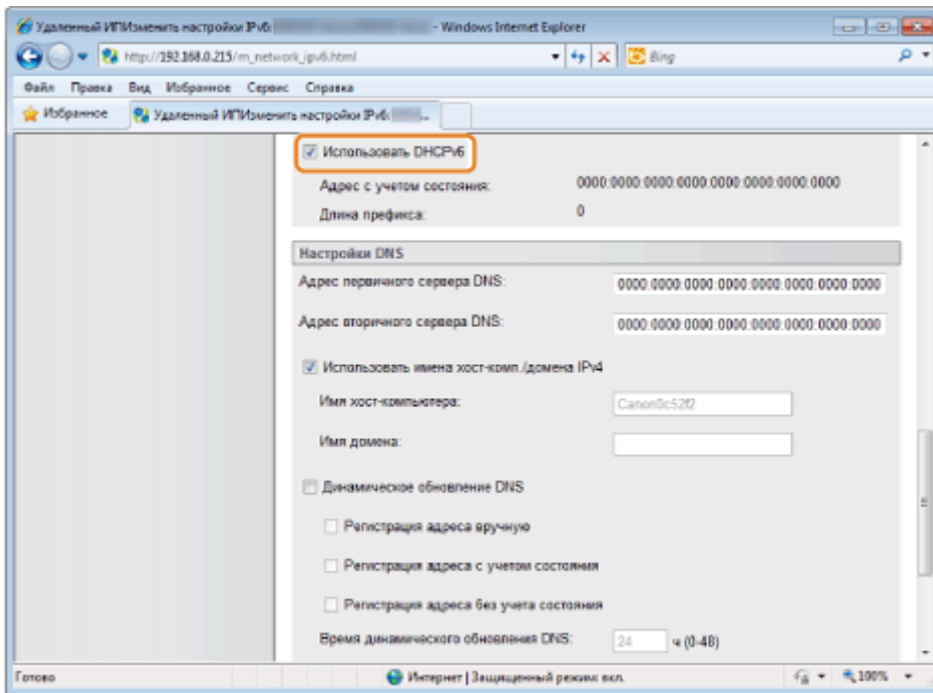 Удаленный ИПИзменить настройки IPv6: - Windows Internet Explorer
http://192.168.0.215/m_network_ipv6.html
Bing
Файл Правка Вид Избранное Сервис Справка
Избранное Удаленный ИПИзменить настройки IPv6: ...
Использовать DHCPv6
Адрес с учетом состояния: 0000:0000:0000:0000:0000:0000:0000:0000
Длина префикса: 0
Настройки DNS
Адрес первичного сервера DNS: 0000:0000:0000:0000:0000:0000:0000:0000
Адрес вторичного сервера DNS: 0000:0000:0000:0000:0000:0000:0000:0000
Использовать имена хост-комп./домена IPv4
Имя хост-компьютера: Canon0c52f2
Имя домена:
Динамическое обновление DNS
Регистрация адреса вручную
Регистрация адреса с учетом состояния
Регистрация адреса без учета состояния
Время динамического обновления DNS: 24 ч (0-48)
Готово Интернет | Защищенный режим: вкл. 100%